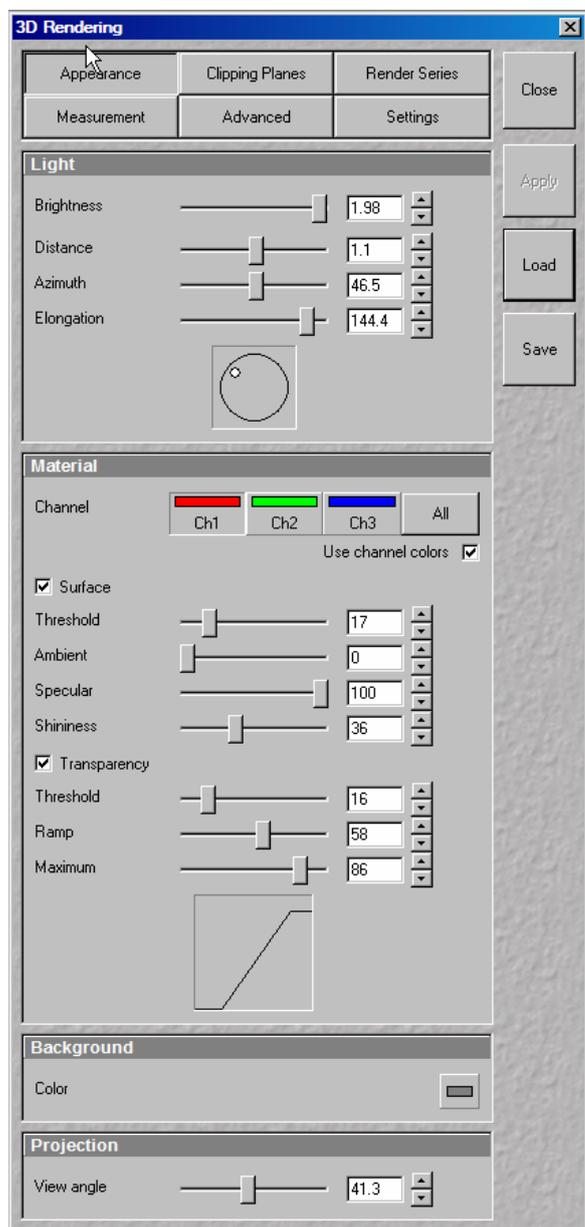 3D Rendering
Appearance Clipping Planes Render Series
Close
Measurement Advanced Settings
Light
Apply
Brightness 1.98
Distance 1.1
Load
Azimuth 46.5
Elongation 144.4
Save
Material
Channel Ch1 Ch2 Ch3 All
Use channel colors
Surface
Threshold 17
Ambient 0
Specular 100
Shininess 36
Transparency
Threshold 16
Ramp 58
Maximum 86
Background
Color
Projection
View angle 41.3